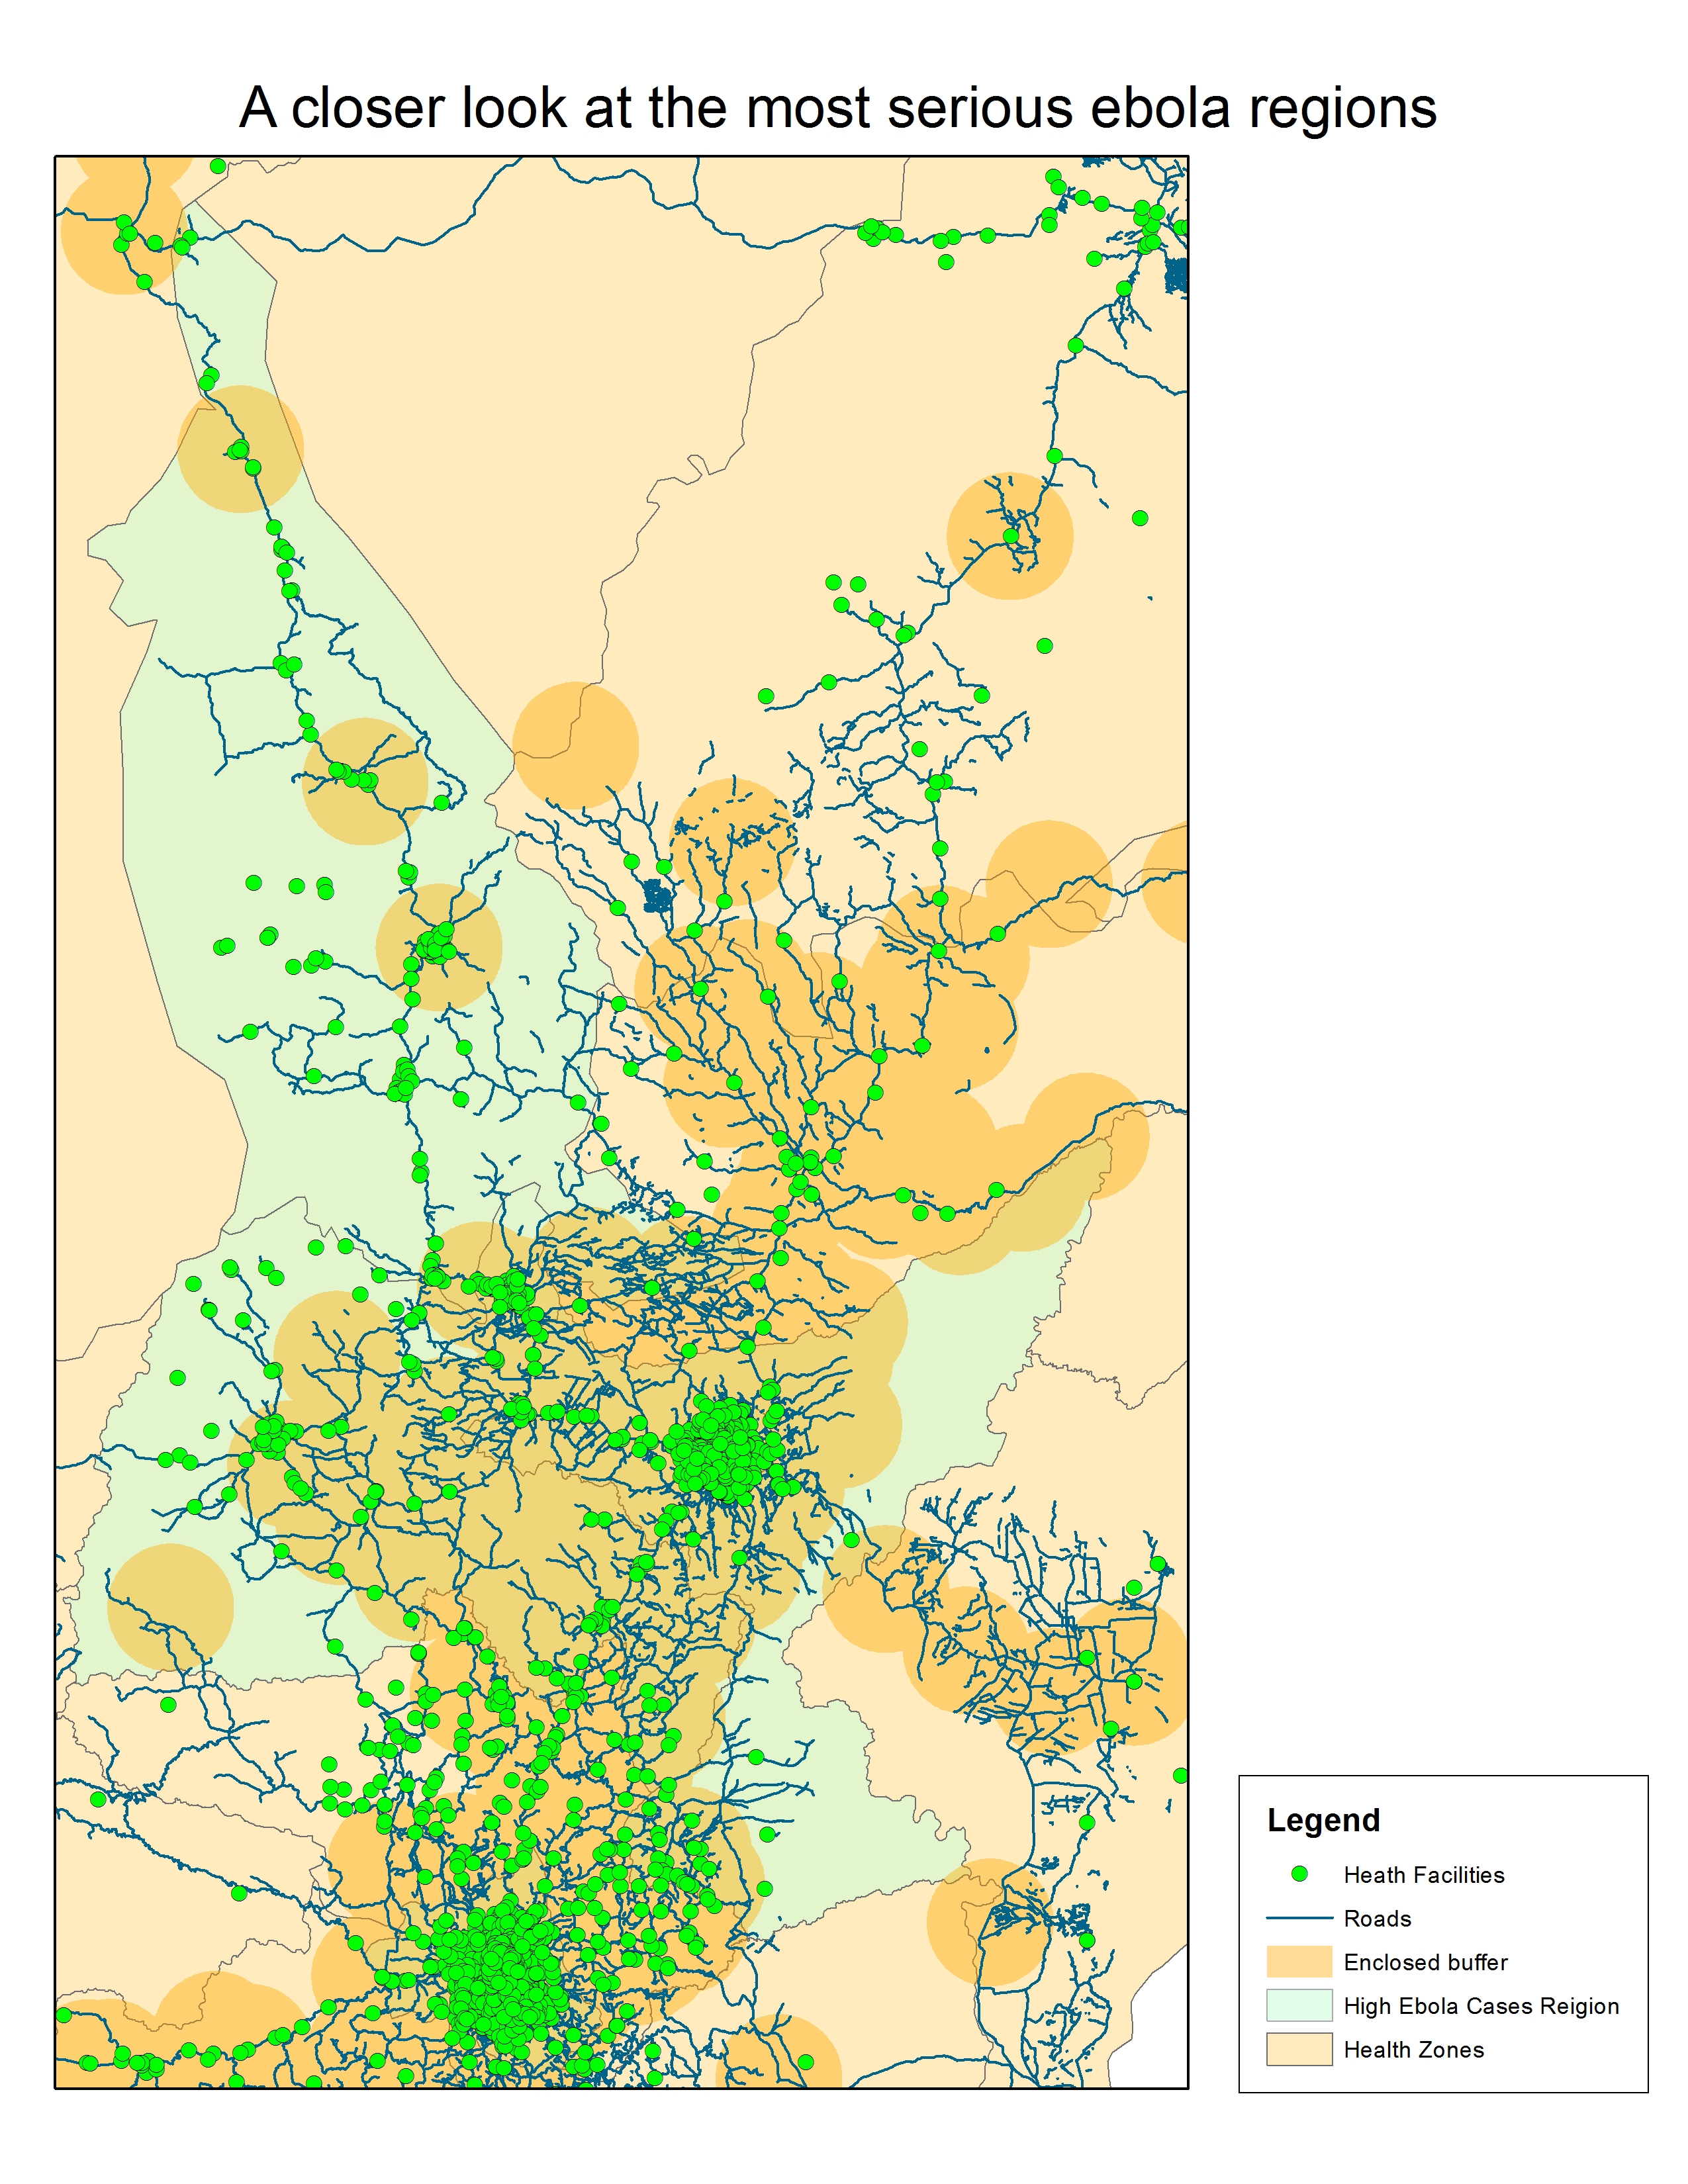 A closer look at the most serious ebola regions
Legend
Heath Facilities
Roads
Enclosed buffer
High Ebola Cases Reigion
Health Zones